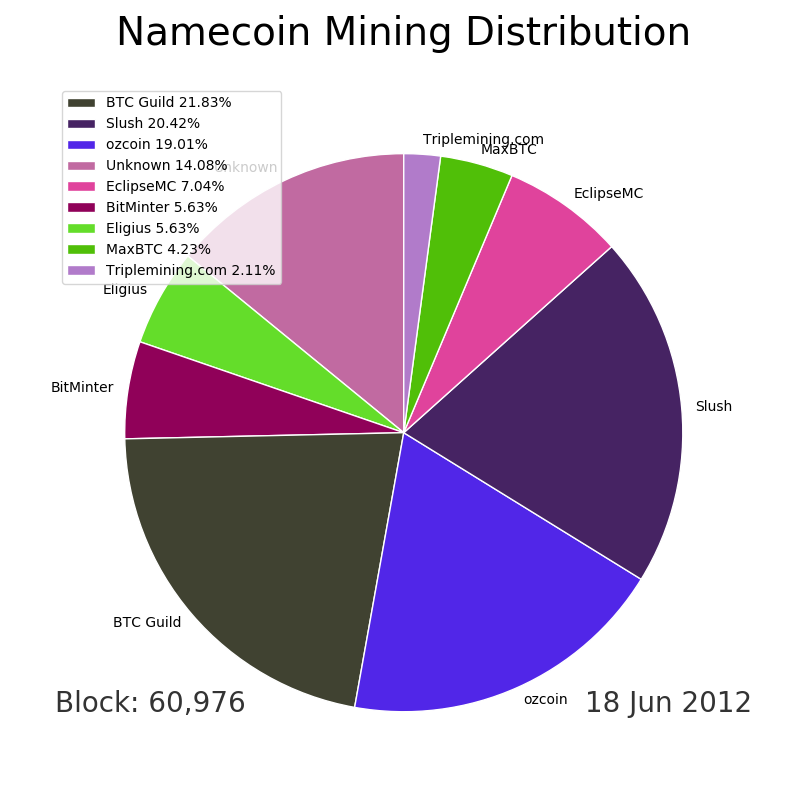 Namecoin Mining Distribution
BTC Guild 21.83%
Slush 20.42%
ozcoin 19.01%
Unknown 14.08%
EclipseMC 7.04%
BitMinter 5.63%
Eligius 5.63%
MaxBTC 4.23%
Triplemining.com 2.11%
Triplemining.com
MaxBTC
Unknown
EclipseMC
Eligius
BitMinter
Slush
BTC Guild
ozcoin
Block: 60,976
18 Jun 2012